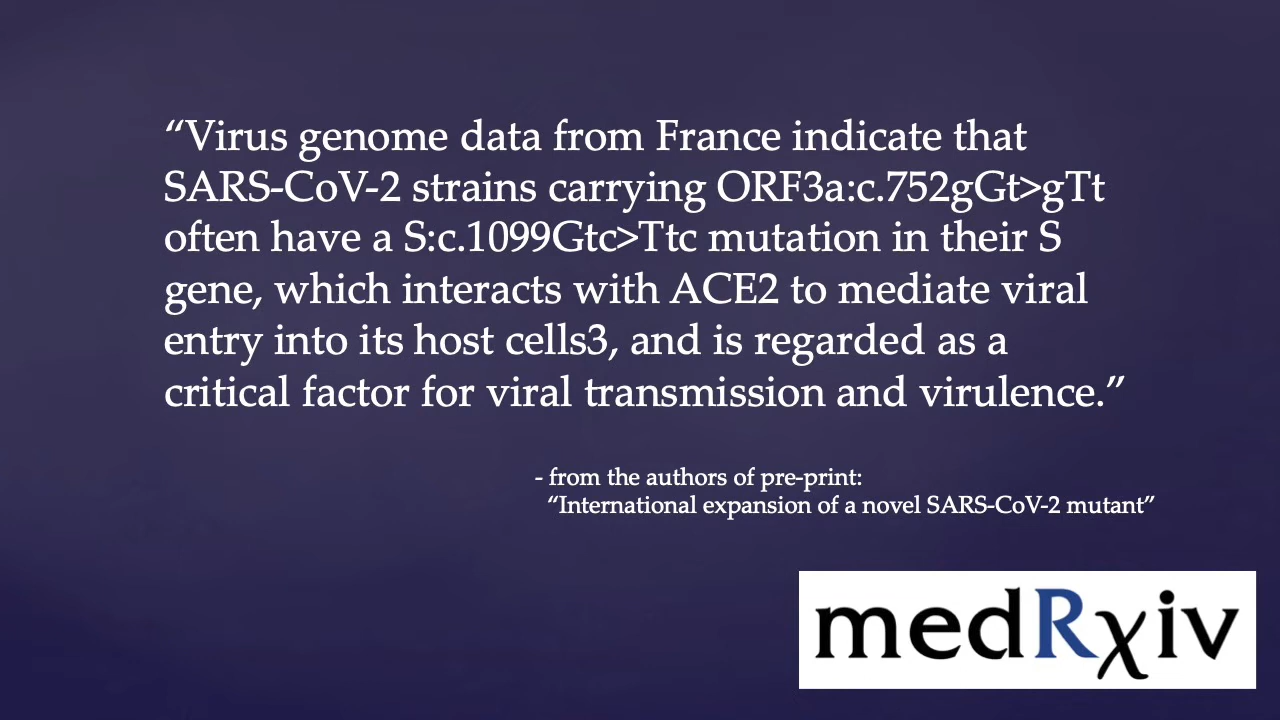 “Virus genome data from France indicate that
SARS-CoV-2 strains carrying ORF3a:c.752gGt>gTt
often have a S:c.1099Gtc>Ttc mutation in their S
gene, which interacts with ACE2 to mediate viral
entry into its host cells3, and is regarded as a
critical factor for viral transmission and virulence.”
- from the authors of pre-print:
“International expansion of a novel SARS-CoV-2 mutant”
medRχiv